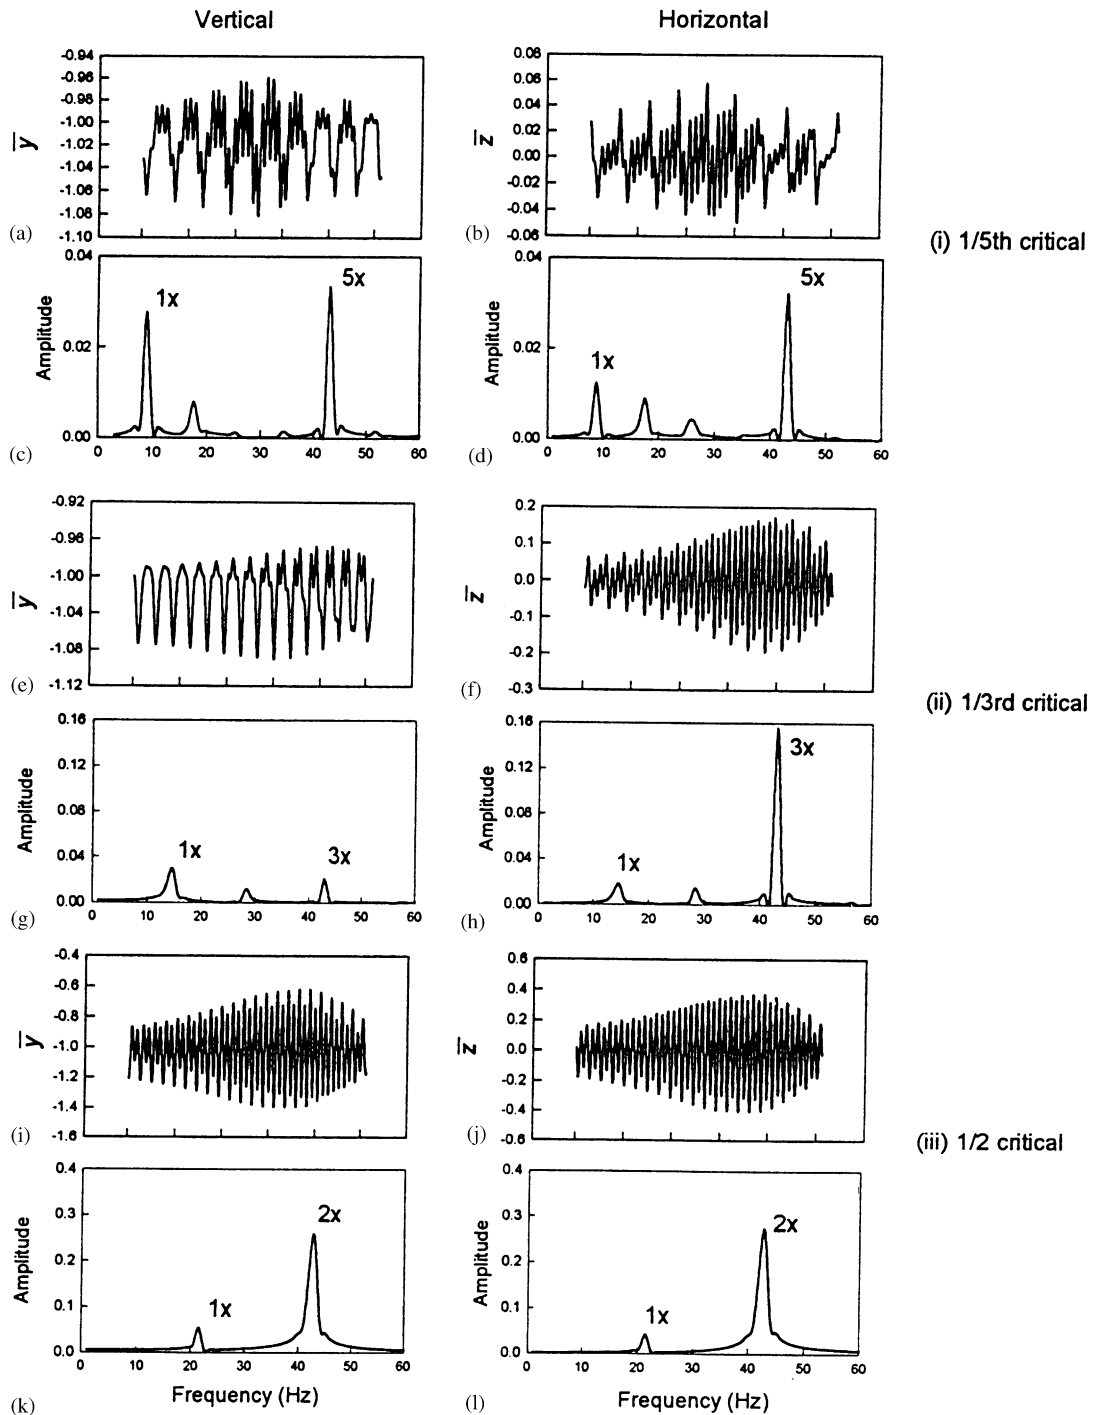 Vertical
Horizontal
-0.94
-0.96
-0.98
-1.00
-1.02
-1.04
-1.06
-1.08
-1.10
y
(a)
0.08
0.06
0.04
0.02
0.00
-0.02
-0.04
-0.06
z
(b)
(i) 1/5th critical
0.04
0.02
0.00
Amplitude
1x
5x
0 10 20 30 40 50 60
(c)
0.04
0.02
0.00
Amplitude
1x
5x
0 10 20 30 40 50 60
(d)
-0.92
-0.96
-1.00
-1.04
-1.08
-1.12
y
(e)
0.2
0.1
0.0
-0.1
-0.2
-0.3
z
(f)
(ii) 1/3rd critical
0.16
0.12
0.08
0.04
0.00
Amplitude
1x
3x
0 10 20 30 40 50 60
(g)
0.16
0.12
0.08
0.04
0.00
Amplitude
1x
3x
0 10 20 30 40 50 60
(h)
-0.4
-0.6
-0.8
-1.0
-1.2
-1.4
-1.6
y
(i)
0.6
0.4
0.2
0.0
-0.2
-0.4
-0.6
z
(j)
(iii) 1/2 critical
0.4
0.3
0.2
0.1
0.0
Amplitude
1x
2x
0 10 20 30 40 50 60
Frequency (Hz)
(k)
0.4
0.3
0.2
0.1
0.0
Amplitude
1x
2x
0 10 20 30 40 50 60
Frequency (Hz)
(l)